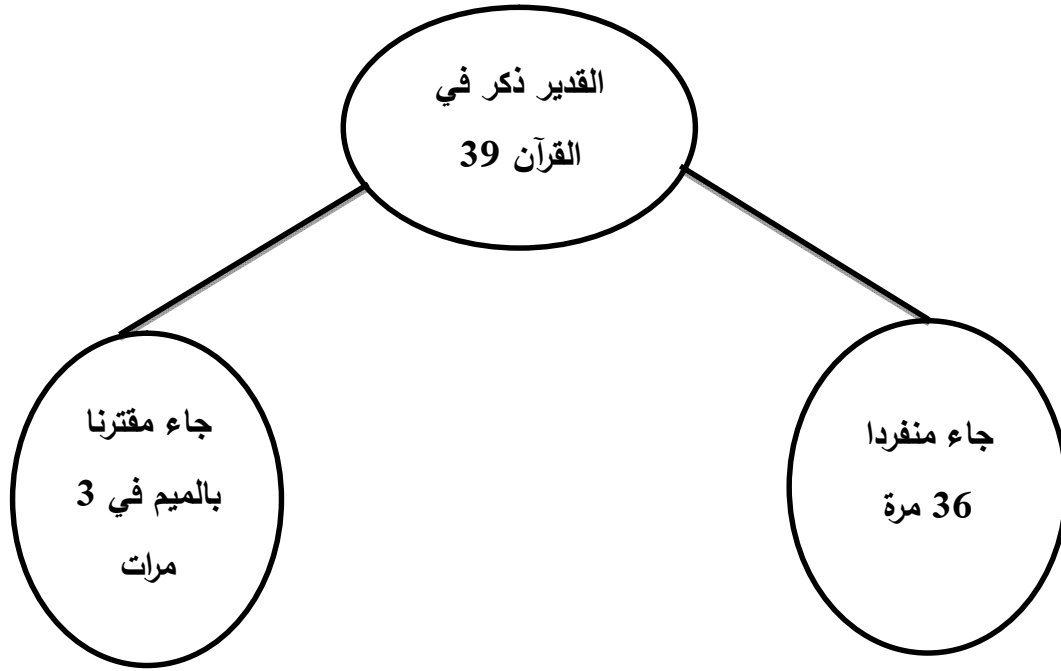 القدير ذكر في
القرآن 39
جاء منفردا
36 مرة
جاء مقترنا
بالميم في 3
مرات